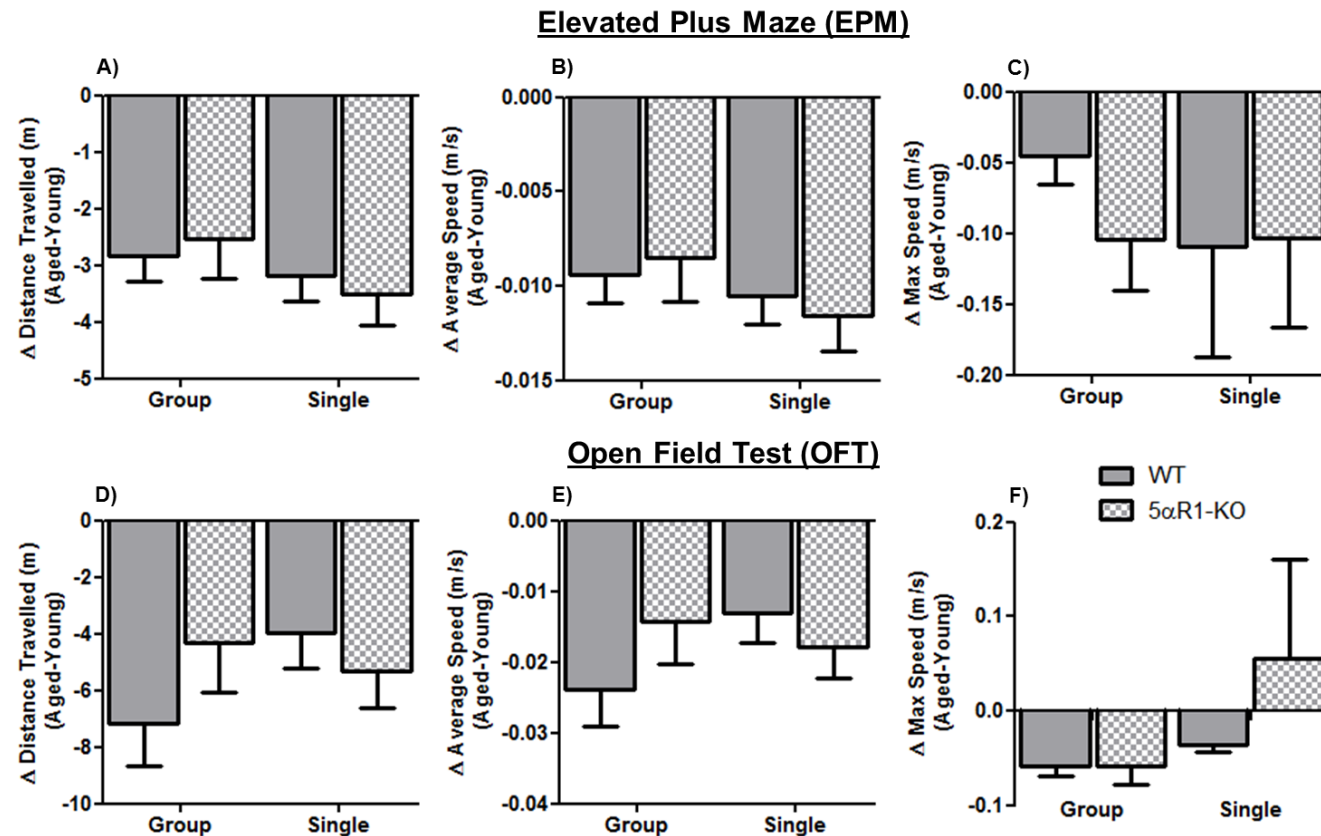 Elevated Plus Maze (EPM)
A)
Δ Distance Travelled (m)
(Aged-Young)
0
-1
-2
-3
-4
-5
Group
Single
B)
Δ Average Speed (m/s)
(Aged-Young)
0.000
-0.005
-0.010
-0.015
Group
Single
C)
Δ Max Speed (m/s)
(Aged-Young)
0.00
-0.05
-0.10
-0.15
-0.20
Group
Single
Open Field Test (OFT)
D)
Δ Distance Travelled (m)
(Aged-Young)
0
-2
-4
-6
-8
-10
Group
Single
E)
Δ Average Speed (m/s)
(Aged-Young)
0.00
-0.01
-0.02
-0.03
-0.04
Group
Single
WT
5αR1-KO
F)
Δ Max Speed (m/s)
(Aged-Young)
0.2
0.1
0.0
-0.1
Group
Single